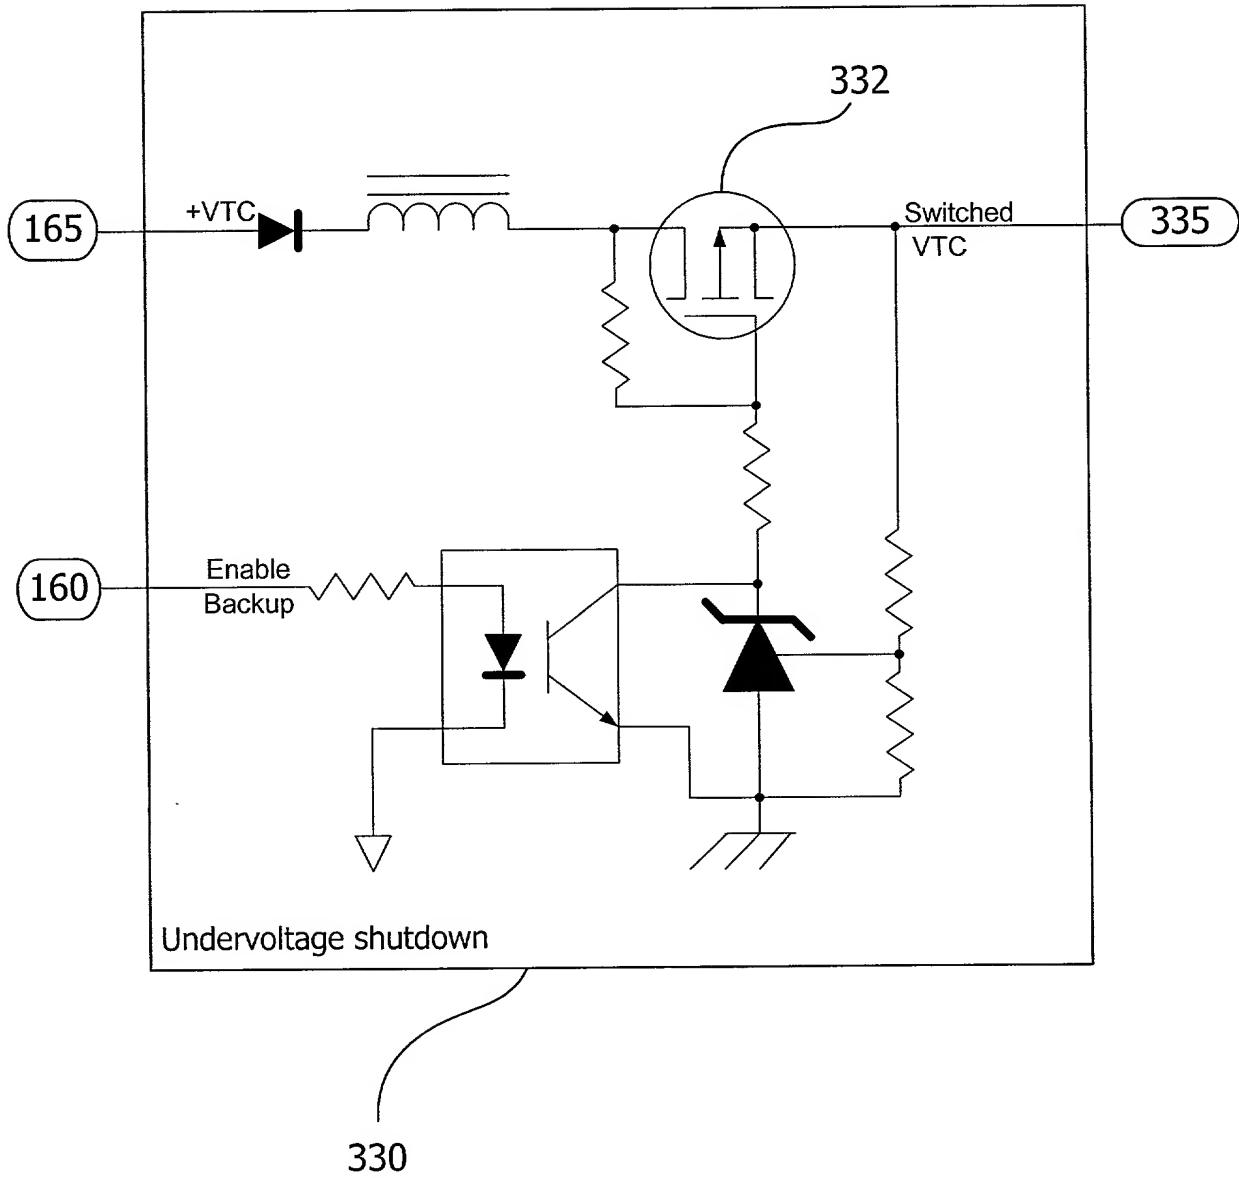 332
165
+VTC
Switched
VTC
335
160
Enable
Backup
Undervoltage shutdown
330